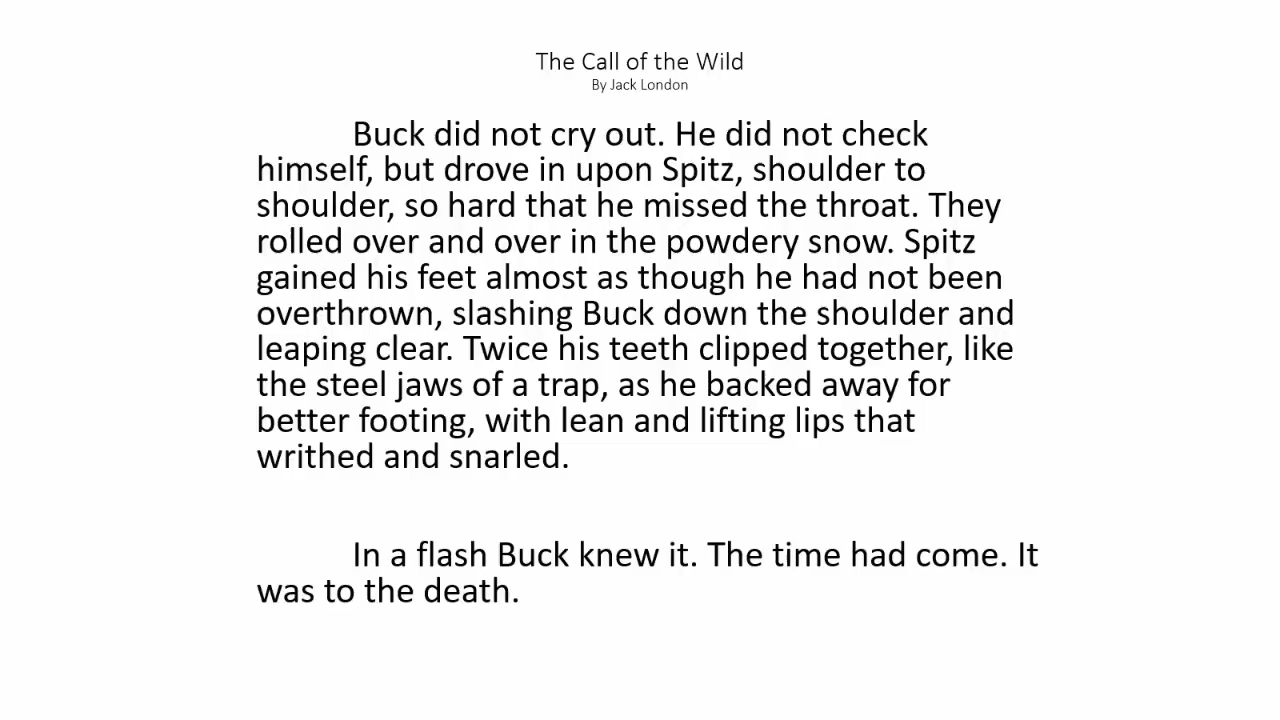 The Call of the Wild
By Jack London
Buck did not cry out. He did not check
himself, but drove in upon Spitz, shoulder to
shoulder, so hard that he missed the throat. They
rolled over and over in the powdery snow. Spitz
gained his feet almost as though he had not been
overthrown, slashing Buck down the shoulder and
leaping clear. Twice his teeth clipped together, like
the steel jaws of a trap, as he backed away for
better footing, with lean and lifting lips that
writhed and snarled.
In a flash Buck knew it. The time had come. It
was to the death.